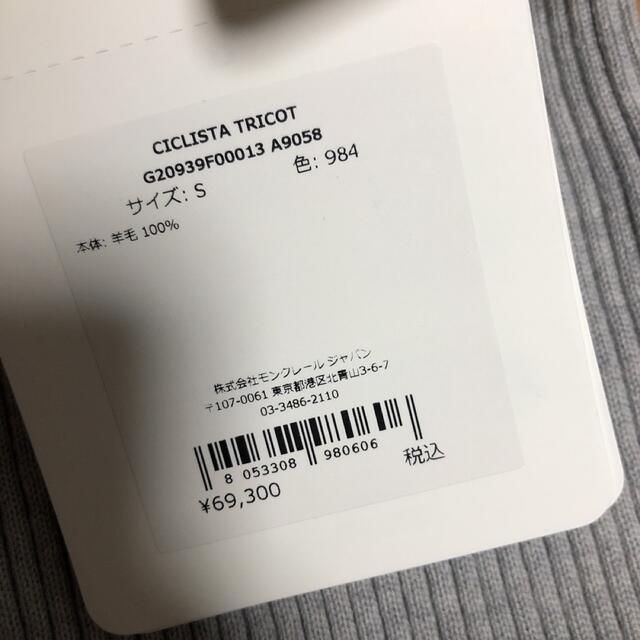 CICLISTA TRICOT
G20939F00013 A9058
サイズ: S 色: 984
本体: 羊毛 100%
株式会社モンクレール ジャパン
〒107-0061 東京都港区北青山3-6-7
03-3486-2110
8 053308 980606
¥69,300 税込